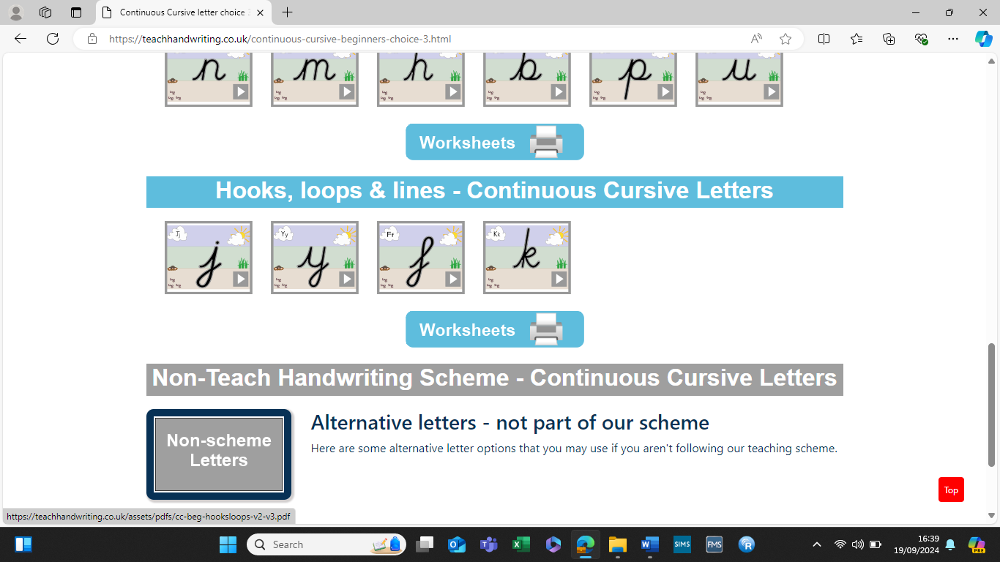 Continuous Cursive letter choice 3
https://teachhandwriting.co.uk/continuous-cursive-beginners-choice-3.html
n m h b p u
Worksheets
Hooks, loops & lines - Continuous Cursive Letters
Jj Yy Ff Kk
j y f k
Worksheets
Non-Teach Handwriting Scheme - Continuous Cursive Letters
Non-scheme
Letters
Alternative letters - not part of our scheme
Here are some alternative letter options that you may use if you aren't following our teaching scheme.
Top
https://teachhandwriting.co.uk/assets/pdfs/cc-beg-hooksloops-v2-v3.pdf
Search
SIMS
FMS
R
16:39
19/09/2024
PRE